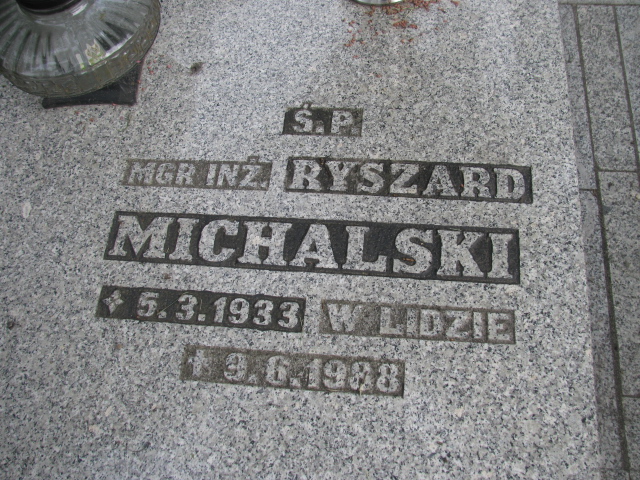 Ś.P.
MGR INŻ. RYSZARD
MICHALSKI
✧ 5.3.1933 W LIDZIE
✝ 9.6.1988